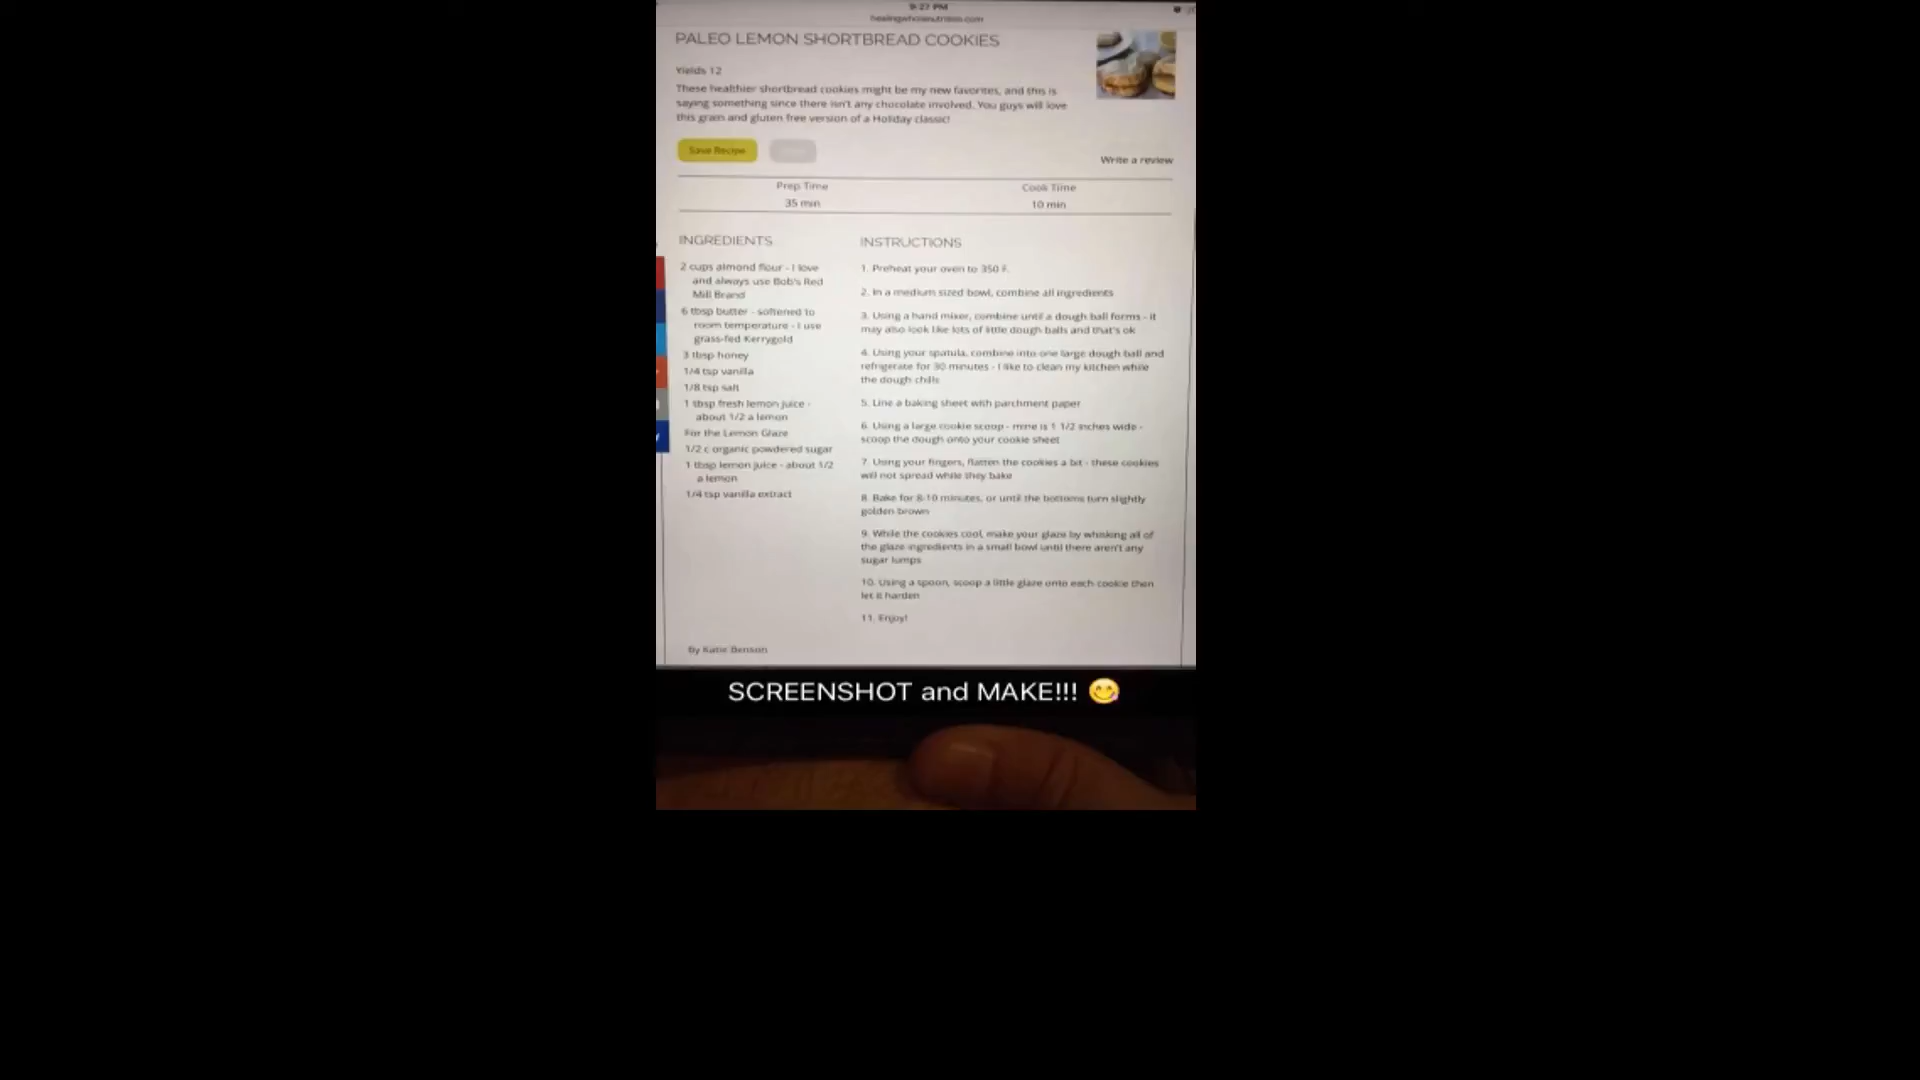 9:27 PM
healingwholenutrition.com
PALEO LEMON SHORTBREAD COOKIES
Yields 12
These healthier shortbread cookies might be my new favorites, and this is
saying something since there isn't any chocolate involved. You guys will love
this grain and gluten free version of a Holiday classic!
Save Recipe
Write a review
Prep Time
35 min
Cook Time
10 min
INGREDIENTS
2 cups almond flour - I love
and always use Bob's Red
Mill Brand
6 tbsp butter - softened to
room temperature - I use
grass-fed Kerrygold
3 tbsp honey
1/4 tsp vanilla
1/8 tsp salt
1 tbsp fresh lemon juice -
about 1/2 a lemon
For the Lemon Glaze
1/2 c organic powdered sugar
1 tbsp lemon juice - about 1/2
a lemon
1/4 tsp vanilla extract
INSTRUCTIONS
1. Preheat your oven to 350 F.
2. In a medium sized bowl, combine all ingredients
3. Using a hand mixer, combine until a dough ball forms - it
may also look like lots of little dough balls and that's ok
4. Using your spatula, combine into one large dough ball and
refrigerate for 30 minutes - I like to clean my kitchen while
the dough chills
5. Line a baking sheet with parchment paper
6. Using a large cookie scoop - mine is 1 1/2 inches wide -
scoop the dough onto your cookie sheet
7. Using your fingers, flatten the cookies a bit - these cookies
will not spread while they bake
8. Bake for 8-10 minutes, or until the bottoms turn slightly
golden brown
9. While the cookies cool, make your glaze by whisking all of
the glaze ingredients in a small bowl until there aren't any
sugar lumps
10. Using a spoon, scoop a little glaze onto each cookie then
let it harden
11. Enjoy!
By Katie Benson
SCREENSHOT and MAKE!!! 😋